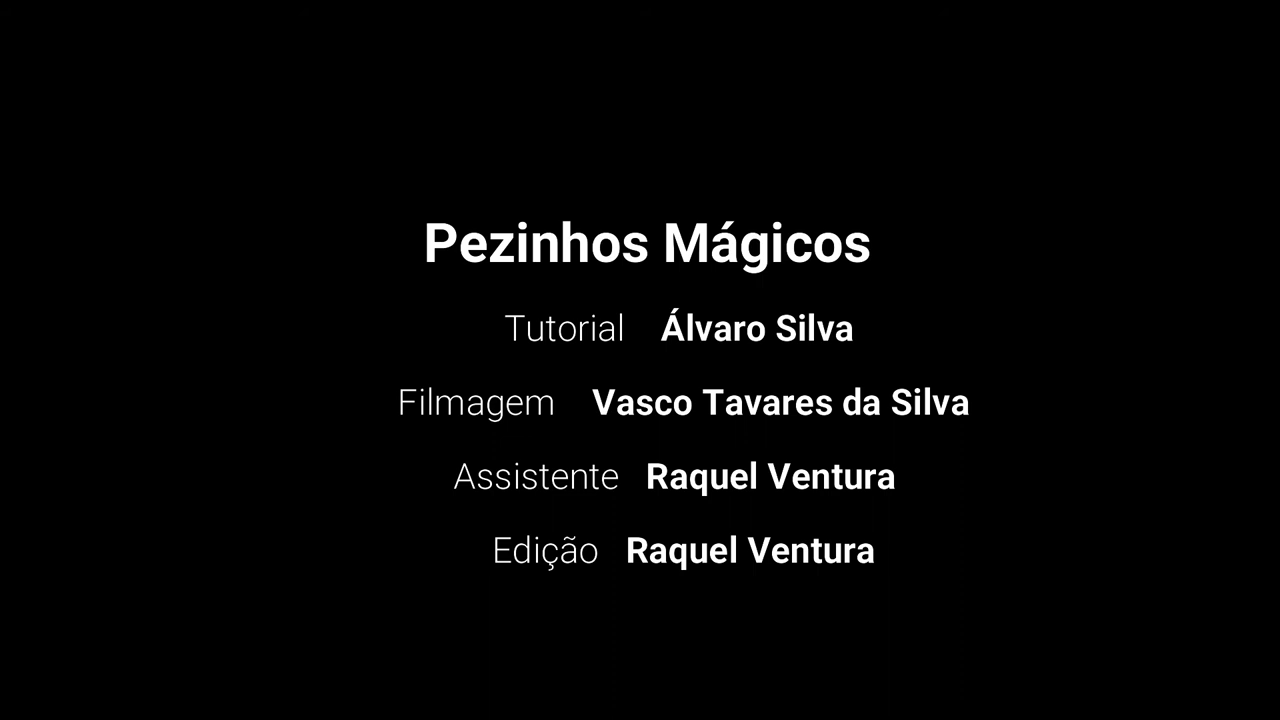 Pezinhos Mágicos
Tutorial Álvaro Silva
Filmagem Vasco Tavares da Silva
Assistente Raquel Ventura
Edição Raquel Ventura